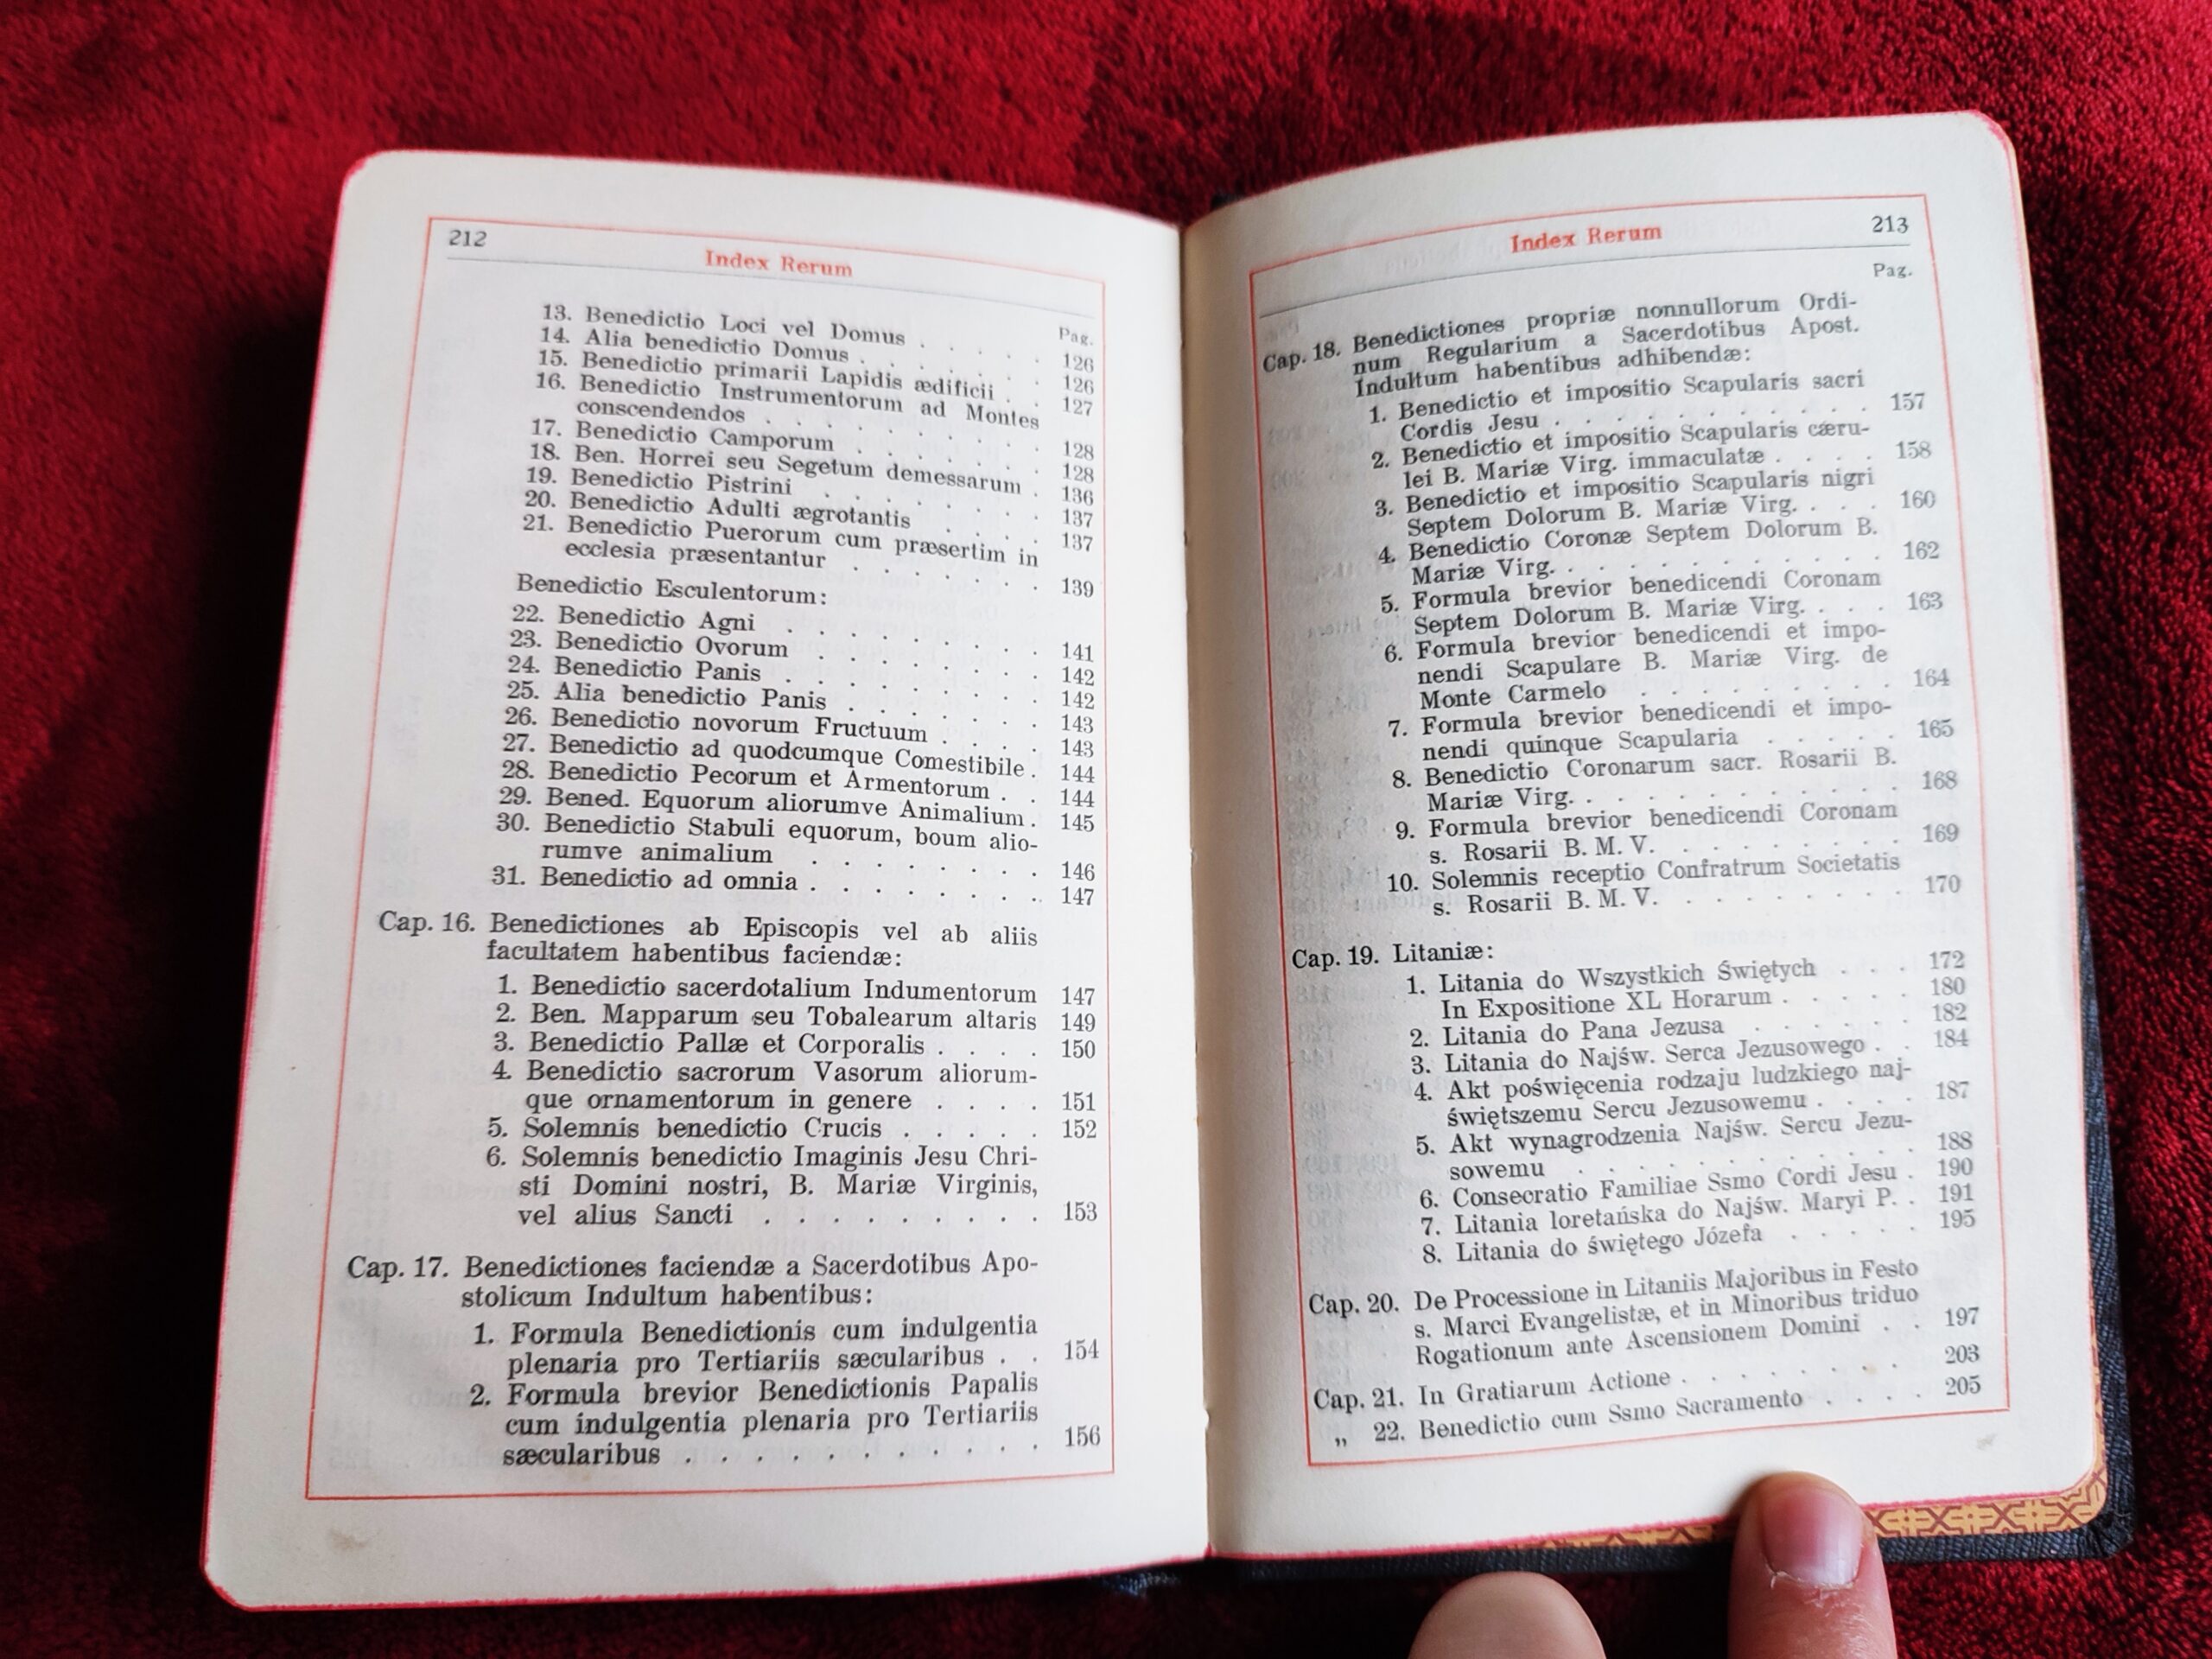 212
Index Rerum
Pag.
13. Benedictio Loci vel Domus . . . . . 126
14. Alia benedictio Domus . . . . . . . 126
15. Benedictio primarii Lapidis ædificii . . 127
16. Benedictio Instrumentorum ad Montes
conscendendos . . . . . . . . . 128
17. Benedictio Camporum . . . . . . . 128
18. Ben. Horrei seu Segetum demessarum . 136
19. Benedictio Pistrini . . . . . . . 137
20. Benedictio Adulti ægrotantis . . . . 137
21. Benedictio Puerorum cum præsertim in
ecclesia præsentantur . . . . . . . 139
Benedictio Esculentorum:
22. Benedictio Agni . . . . . . . . 141
23. Benedictio Ovorum . . . . . . . 142
24. Benedictio Panis . . . . . . . . 142
25. Alia benedictio Panis . . . . . . 143
26. Benedictio novorum Fructuum . . . . 143
27. Benedictio ad quodcumque Comestibile . 144
28. Benedictio Pecorum et Armentorum . . 144
29. Bened. Equorum aliorumve Animalium . 145
30. Benedictio Stabuli equorum, boum alio-
rumve animalium . . . . . . . 146
31. Benedictio ad omnia . . . . . . . 147
Cap. 16. Benedictiones ab Episcopis vel ab aliis
facultatem habentibus faciendæ:
1. Benedictio sacerdotalium Indumentorum 147
2. Ben. Mapparum seu Tobalearum altaris 149
3. Benedictio Pallæ et Corporalis . . . . 150
4. Benedictio sacrorum Vasorum aliorum-
que ornamentorum in genere . . . . 151
5. Solemnis benedictio Crucis . . . . . 152
6. Solemnis benedictio Imaginis Jesu Chri-
sti Domini nostri, B. Mariæ Virginis,
vel alius Sancti . . . . . . . . . 153
Cap. 17. Benedictiones faciendæ a Sacerdotibus Apo-
stolicum Indultum habentibus:
1. Formula Benedictionis cum indulgentia
plenaria pro Tertiariis sæcularibus . . 154
2. Formula brevior Benedictionis Papalis
cum indulgentia plenaria pro Tertiariis
sæcularibus . . . . . . . . . . 156
Index Rerum
213
Pag.
Cap. 18. Benedictiones propriæ nonnullorum Ordi-
num Regularium a Sacerdotibus Apost.
Indultum habentibus adhibendæ:
1. Benedictio et impositio Scapularis sacri
Cordis Jesu . . . . . . . . . 157
2. Benedictio et impositio Scapularis cæru-
lei B. Mariæ Virg. immaculatæ . . . . 158
3. Benedictio et impositio Scapularis nigri
Septem Dolorum B. Mariæ Virg. . . . 160
4. Benedictio Coronæ Septem Dolorum B.
Mariæ Virg. . . . . . . . . . 162
5. Formula brevior benedicendi Coronam
Septem Dolorum B. Mariæ Virg. . . . 163
6. Formula brevior benedicendi et impo-
nendi Scapulare B. Mariæ Virg. de
Monte Carmelo . . . . . . . . . 164
7. Formula brevior benedicendi et impo-
nendi quinque Scapularia . . . . . 165
8. Benedictio Coronarum sacr. Rosarii B.
Mariæ Virg. . . . . . . . . . . 168
9. Formula brevior benedicendi Coronam
s. Rosarii B. M. V. . . . . . . . 169
10. Solemnis receptio Confratrum Societatis
s. Rosarii B. M. V. . . . . . . . 170
Cap. 19. Litaniæ:
1. Litania do Wszystkich Świętych . . . 172
In Expositione XL Horarum . . . . . 180
2. Litania do Pana Jezusa . . . . . . 182
3. Litania do Najśw. Serca Jezusowego . . 184
4. Akt poświęcenia rodzaju ludzkiego naj-
świętszemu Sercu Jezusowemu . . . . 187
5. Akt wynagrodzenia Najśw. Sercu Jezu-
sowemu . . . . . . . . . . 188
6. Consecratio Familiae Ssmo Cordi Jesu . 190
7. Litania loretańska do Najśw. Maryi P. . 191
8. Litania do świętego Józefa . . . . . 195
Cap. 20. De Processione in Litaniis Majoribus in Festo
s. Marci Evangelistæ, et in Minoribus triduo
Rogationum ante Ascensionem Domini . . 197
Cap. 21. In Gratiarum Actione . . . . . . . 203
„ 22. Benedictio cum Ssmo Sacramento . . . . 205